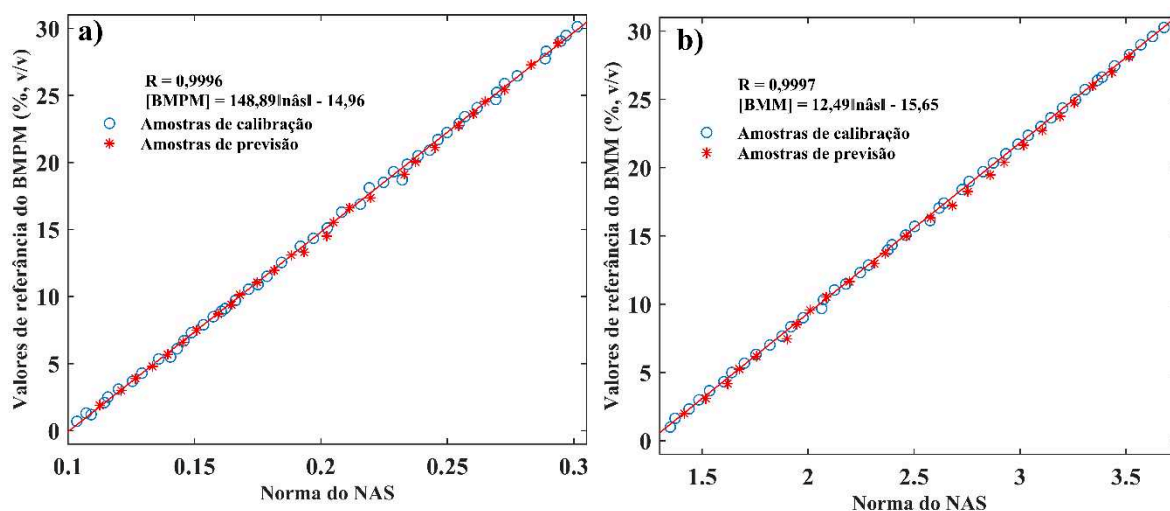 a)
Valores de referância do BMPM (%, v/v)
30
25
20
15
10
5
0
R = 0,9996
[BMPM] = 148,89‖nâs‖ - 14,96
Amostras de calibração
Amostras de previsão
0.1 0.15 0.2 0.25 0.3
Norma do NAS
b)
Valores de referância do BMM (%, v/v)
30
25
20
15
10
5
0
R = 0,9997
[BMM] = 12,49‖nâs‖ - 15,65
Amostras de calibração
Amostras de previsão
1.5 2 2.5 3 3.5
Norma do NAS